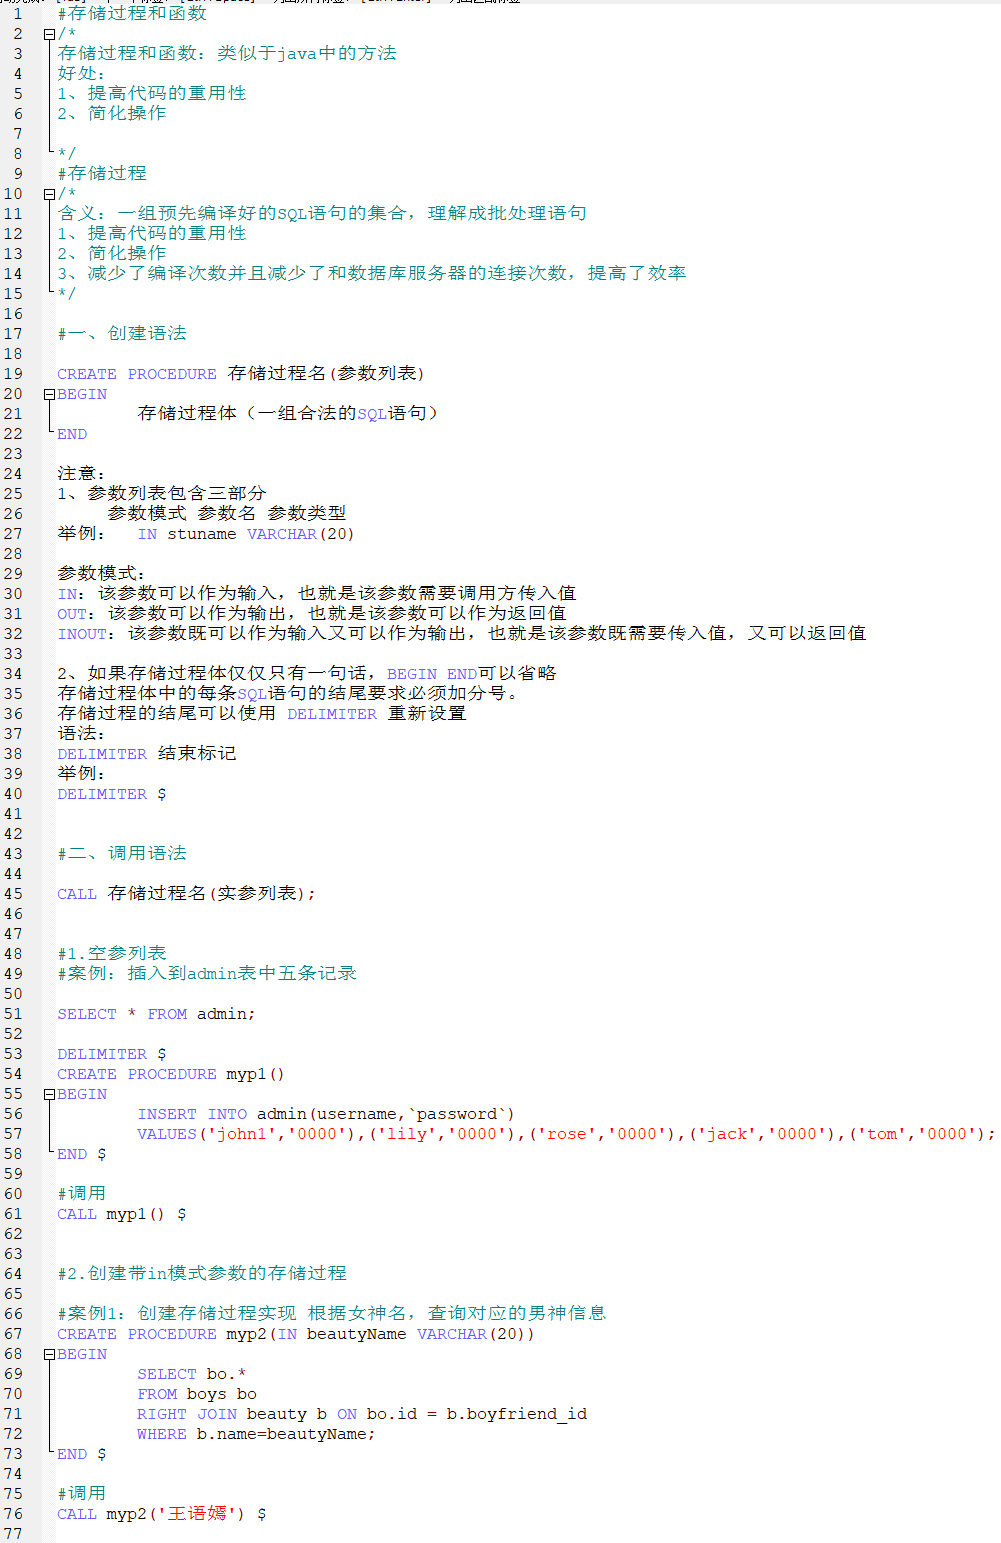 1 #存储过程和函数
2 /*
3 存储过程和函数：类似于java中的方法
4 好处：
5 1、提高代码的重用性
6 2、简化操作
7
8 */
9 #存储过程
10 /*
11 含义：一组预先编译好的SQL语句的集合，理解成批处理语句
12 1、提高代码的重用性
13 2、简化操作
14 3、减少了编译次数并且减少了和数据库服务器的连接次数，提高了效率
15 */
16
17 #一、创建语法
18
19 CREATE PROCEDURE 存储过程名(参数列表)
20 BEGIN
21 存储过程体（一组合法的SQL语句）
22 END
23
24 注意：
25 1、参数列表包含三部分
26 参数模式 参数名 参数类型
27 举例： IN stuname VARCHAR(20)
28
29 参数模式：
30 IN：该参数可以作为输入，也就是该参数需要调用方传入值
31 OUT：该参数可以作为输出，也就是该参数可以作为返回值
32 INOUT：该参数既可以作为输入又可以作为输出，也就是该参数既需要传入值，又可以返回值
33
34 2、如果存储过程体仅仅只有一句话，BEGIN END可以省略
35 存储过程体中的每条SQL语句的结尾要求必须加分号。
36 存储过程的结尾可以使用 DELIMITER 重新设置
37 语法：
38 DELIMITER 结束标记
39 举例：
40 DELIMITER $
41
42
43 #二、调用语法
44
45 CALL 存储过程名(实参列表);
46
47
48 #1.空参列表
49 #案例：插入到admin表中五条记录
50
51 SELECT * FROM admin;
52
53 DELIMITER $
54 CREATE PROCEDURE myp1()
55 BEGIN
56 INSERT INTO admin(username,`password`)
57 VALUES('john1','0000'),('lily','0000'),('rose','0000'),('jack','0000'),('tom','0000');
58 END $
59
60 #调用
61 CALL myp1() $
62
63
64 #2.创建带in模式参数的存储过程
65
66 #案例1：创建存储过程实现 根据女神名，查询对应的男神信息
67 CREATE PROCEDURE myp2(IN beautyName VARCHAR(20))
68 BEGIN
69 SELECT bo.*
70 FROM boys bo
71 RIGHT JOIN beauty b ON bo.id = b.boyfriend_id
72 WHERE b.name=beautyName;
73 END $
74
75 #调用
76 CALL myp2('王语嫣') $
77